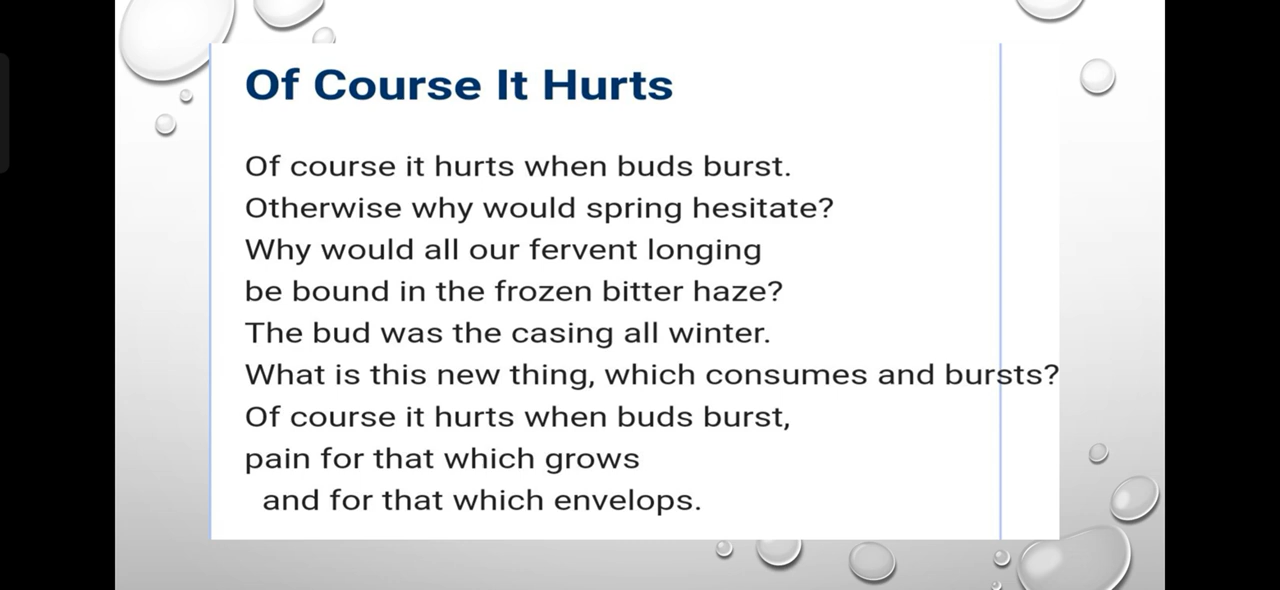 Of Course It Hurts
Of course it hurts when buds burst.
Otherwise why would spring hesitate?
Why would all our fervent longing
be bound in the frozen bitter haze?
The bud was the casing all winter.
What is this new thing, which consumes and bursts?
Of course it hurts when buds burst,
pain for that which grows
and for that which envelops.